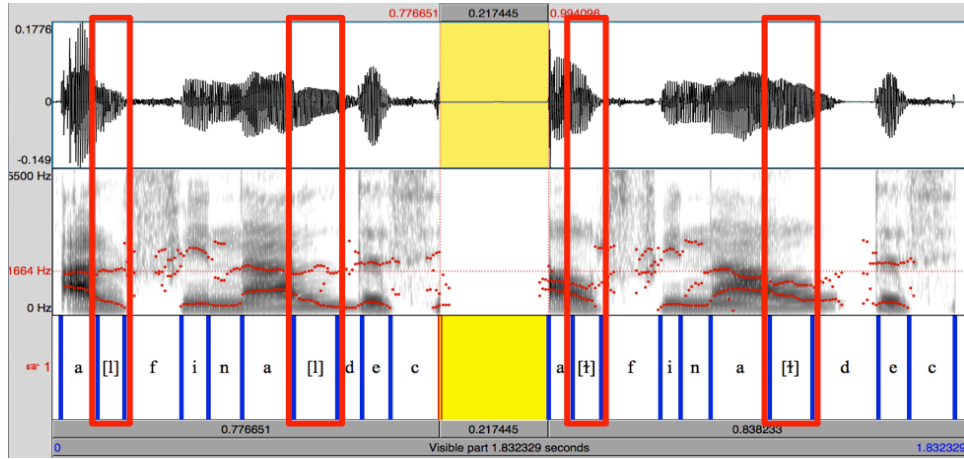 0.776651 0.217445 0.994096
0.1776
0
-0.149
5500 Hz
1664 Hz
0 Hz
1 a [l] f i n a [l] d e c a [ɫ] f i n a [ɫ] d e c
0.776651 0.217445 0.838233
0 Visible part 1.832329 seconds 1.832329